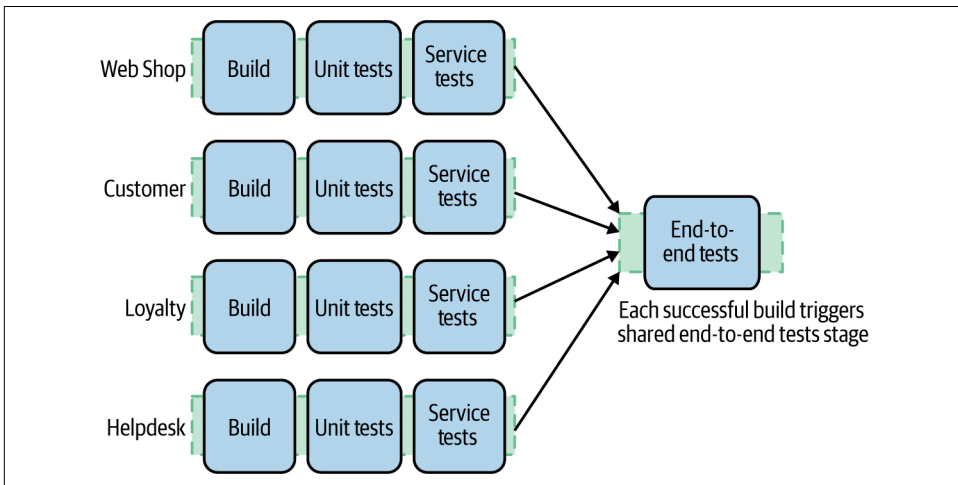 Web Shop
Build
Unit tests
Service
tests
Customer
Build
Unit tests
Service
tests
Loyalty
Build
Unit tests
Service
tests
Helpdesk
Build
Unit tests
Service
tests
End-to-
end tests
Each successful build triggers
shared end-to-end tests stage